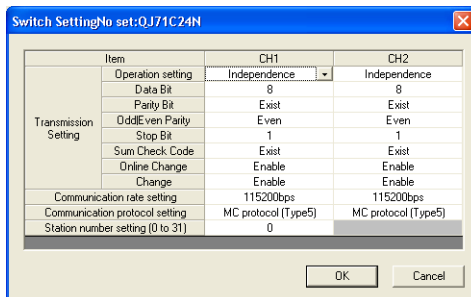 Switch SettingNo set:QJ71C24N
Item CH1 CH2
Transmission Setting
Operation setting Independence Independence
Data Bit 8 8
Parity Bit Exist Exist
Odd|Even Parity Even Even
Stop Bit 1 1
Sum Check Code Exist Exist
Online Change Enable Enable
Change Enable Enable
Communication rate setting 115200bps 115200bps
Communication protocol setting MC protocol (Type5) MC protocol (Type5)
Station number setting (0 to 31) 0
OK Cancel